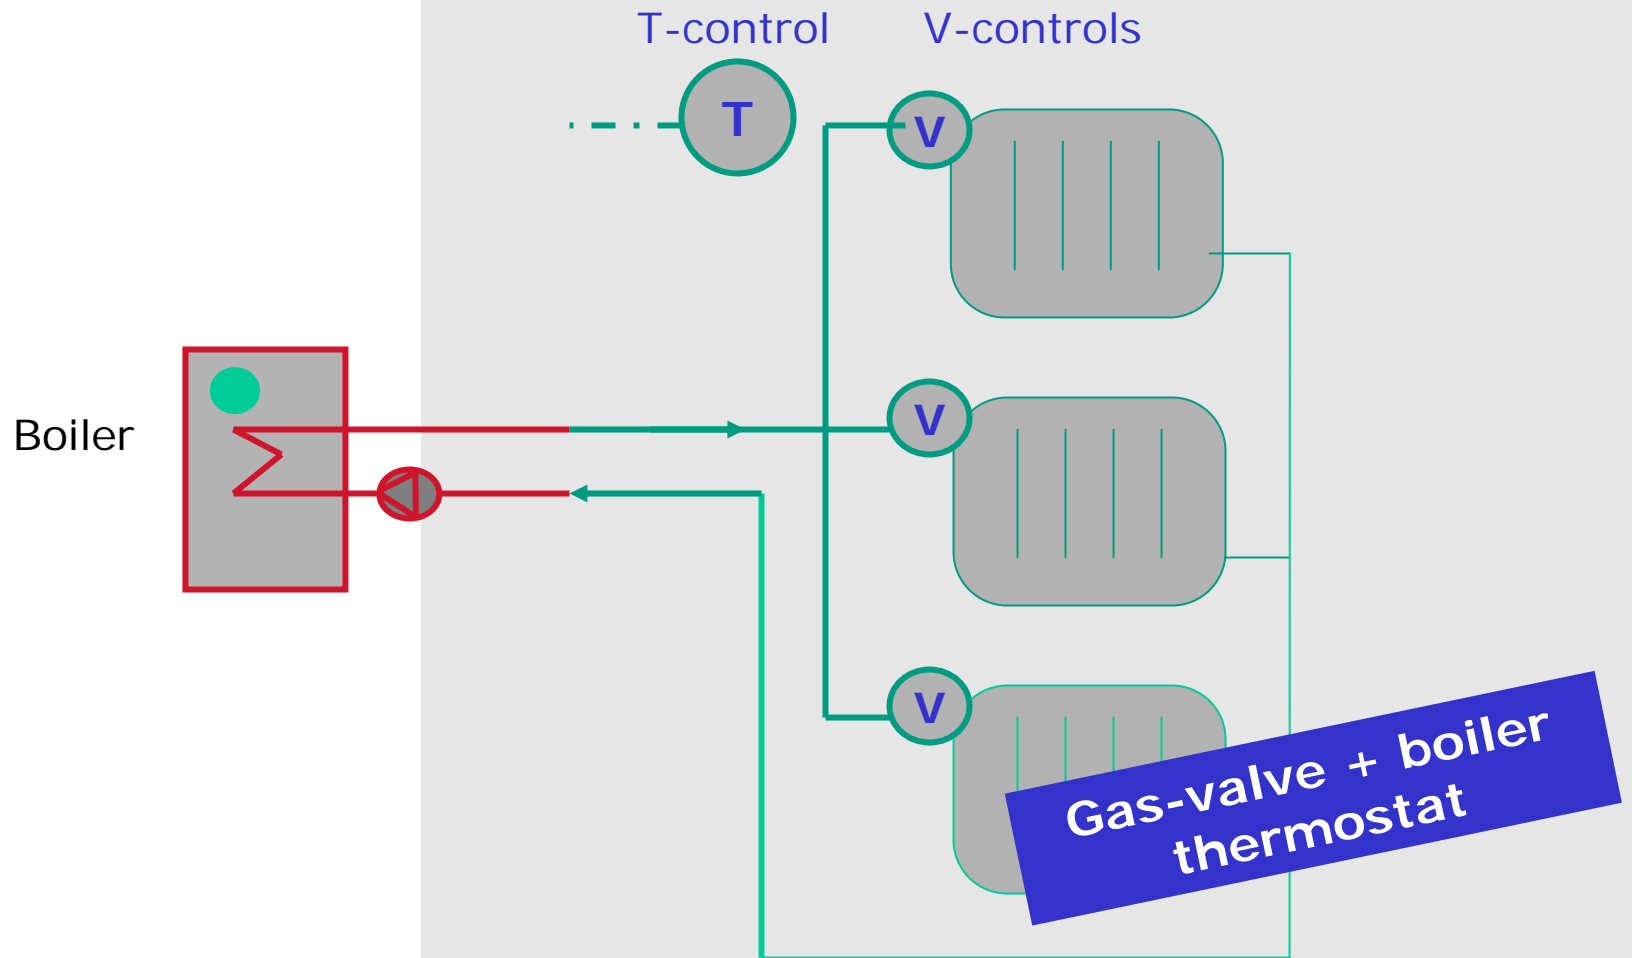 T-control V-controls
T
V
Boiler
V
V
Gas-valve + boiler
thermostat